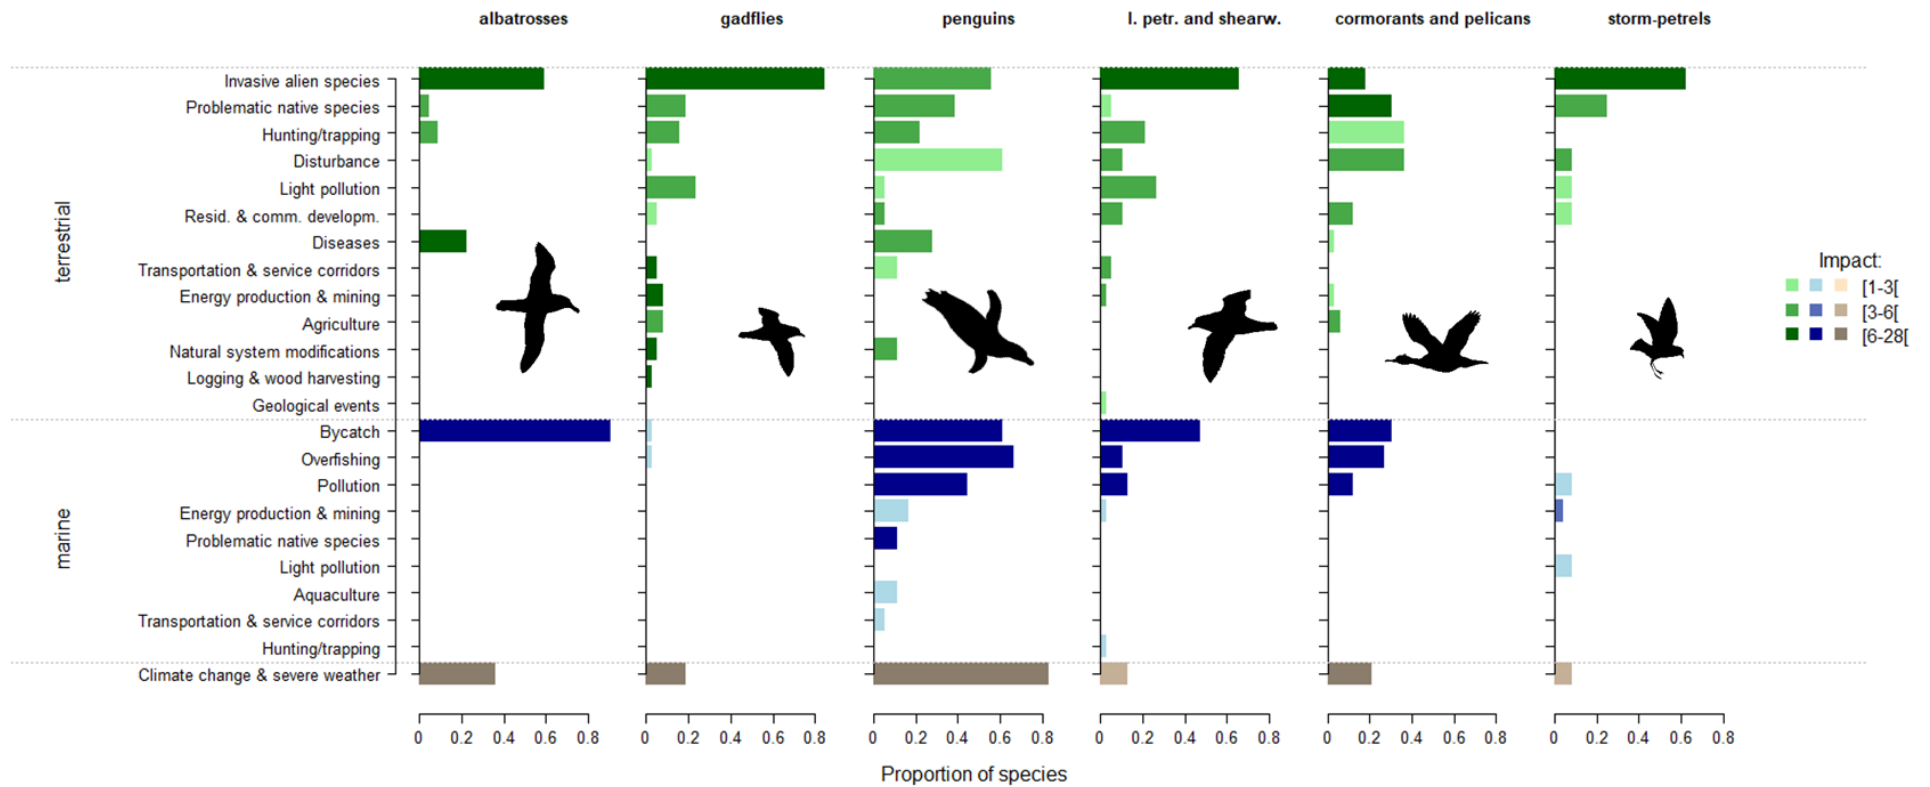 albatrosses gadflies penguins l. petr. and shearw. cormorants and pelicans storm-petrels
terrestrial
Invasive alien species
Problematic native species
Hunting/trapping
Disturbance
Light pollution
Resid. & comm. developm.
Diseases
Transportation & service corridors
Energy production & mining
Agriculture
Natural system modifications
Logging & wood harvesting
Geological events
marine
Bycatch
Overfishing
Pollution
Energy production & mining
Problematic native species
Light pollution
Aquaculture
Transportation & service corridors
Hunting/trapping
Climate change & severe weather
Impact:
[1-3[
[3-6[
[6-28[
0 0.2 0.4 0.6 0.8 0 0.2 0.4 0.6 0.8 0 0.2 0.4 0.6 0.8 0 0.2 0.4 0.6 0.8 0 0.2 0.4 0.6 0.8 0 0.2 0.4 0.6 0.8
Proportion of species